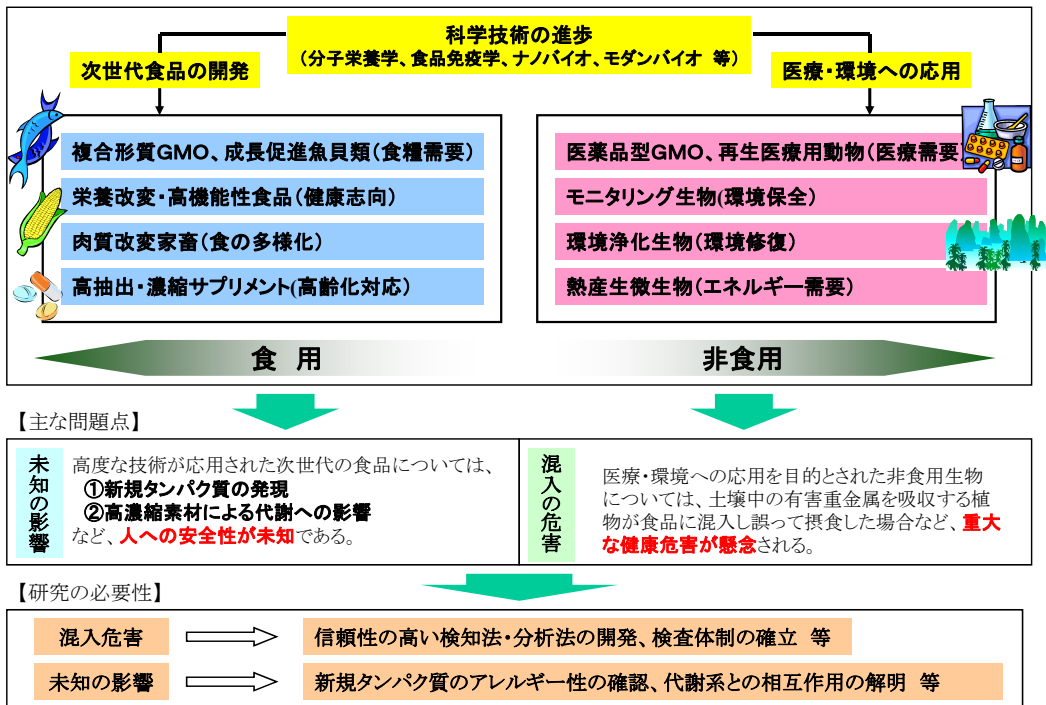 科学技術の進歩
（分子栄養学、食品免疫学、ナノバイオ、モダンバイオ 等）
次世代食品の開発
医療・環境への応用
複合形質GMO、成長促進魚貝類（食糧需要）
栄養改変・高機能性食品（健康志向）
肉質改変家畜（食の多様化）
高抽出・濃縮サプリメント(高齢化対応）
医薬品型GMO、再生医療用動物（医療需要）
モニタリング生物(環境保全）
環境浄化生物（環境修復）
熱産生微生物（エネルギー需要）
食 用
非食用
【主な問題点】
未知の影響
高度な技術が応用された次世代の食品については、
①新規タンパク質の発現
②高濃縮素材による代謝への影響
など、人への安全性が未知である。
混入の危害
医療・環境への応用を目的とされた非食用生物
については、土壌中の有害重金属を吸収する植
物が食品に混入し誤って摂食した場合など、重大
な健康危害が懸念される。
【研究の必要性】
混入危害
信頼性の高い検知法・分析法の開発、検査体制の確立 等
未知の影響
新規タンパク質のアレルギー性の確認、代謝系との相互作用の解明 等